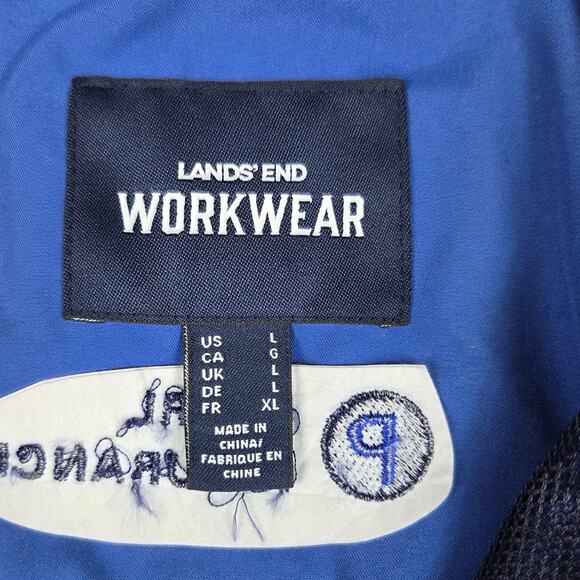 LANDS' END
WORKWEAR
US L
CA G
UK L
DE L
FR XL
MADE IN
CHINA/
FABRIQUE EN
CHINE